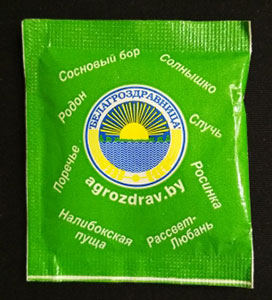 Сосновый бор
Солнышко
Родон
БЕЛАГРОЗДРАВНИЦА
Случь
Поречье
agrozdrav.by
Росинка
Налибокская
пуща
Рассвет-
Любань